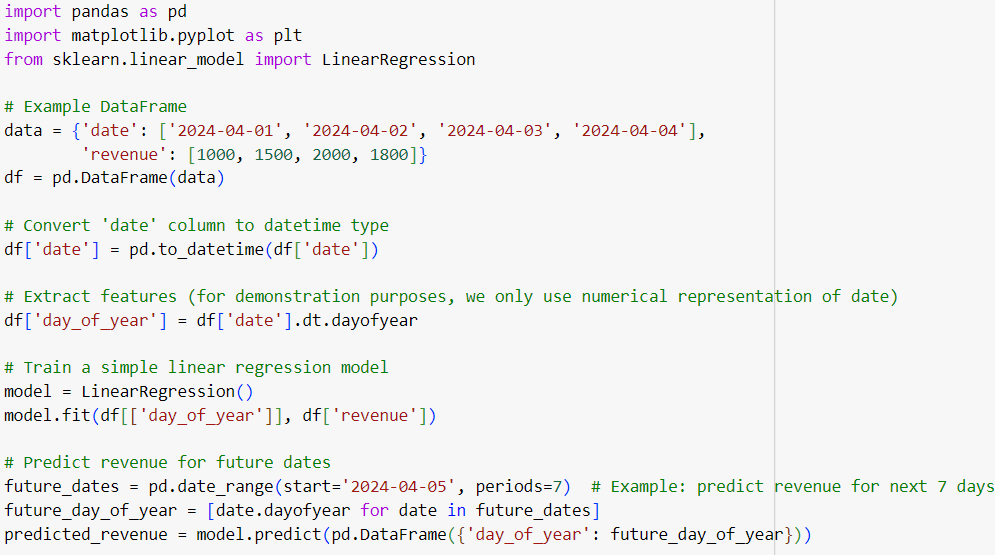 import pandas as pd
import matplotlib.pyplot as plt
from sklearn.linear_model import LinearRegression

# Example DataFrame
data = {'date': ['2024-04-01', '2024-04-02', '2024-04-03', '2024-04-04'],
        'revenue': [1000, 1500, 2000, 1800]}
df = pd.DataFrame(data)

# Convert 'date' column to datetime type
df['date'] = pd.to_datetime(df['date'])

# Extract features (for demonstration purposes, we only use numerical representation of date)
df['day_of_year'] = df['date'].dt.dayofyear

# Train a simple linear regression model
model = LinearRegression()
model.fit(df[['day_of_year']], df['revenue'])

# Predict revenue for future dates
future_dates = pd.date_range(start='2024-04-05', periods=7)  # Example: predict revenue for next 7 days
future_day_of_year = [date.dayofyear for date in future_dates]
predicted_revenue = model.predict(pd.DataFrame({'day_of_year': future_day_of_year}))